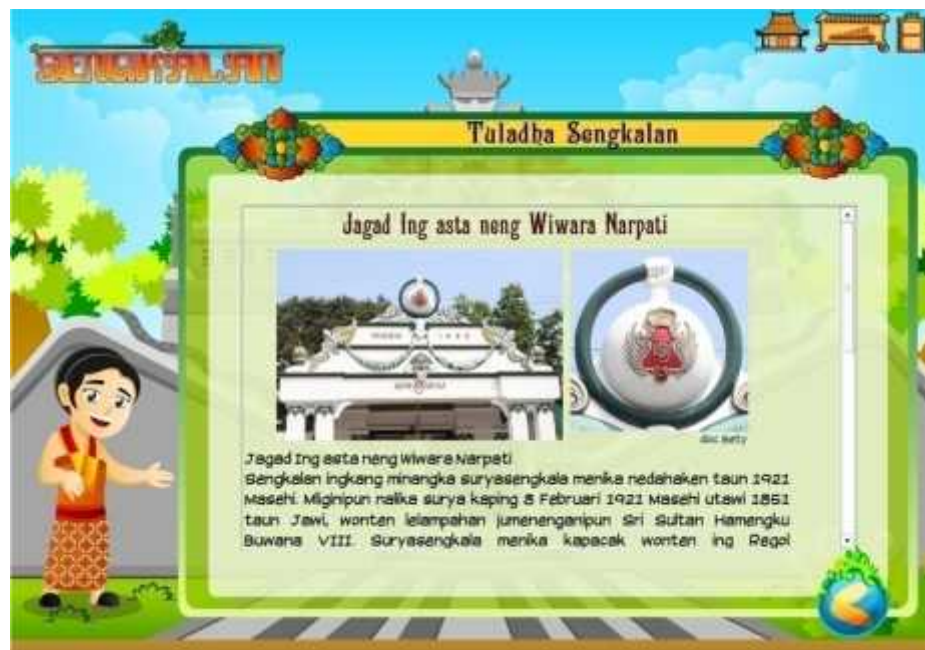 SENGKALAN
Tuladha Sengkalan
Jagad Ing asta neng Wiwara Narpati
Jagad Ing asta neng Wiwara Narpati
Sengkalan ingkang minangka suryasengkala menika nedahaken taun 1921
Masehi. Miginipun nalika surya kaping 8 Februari 1921 Masehi utawi 1851
taun Jawi, wonten lelampahan jumenenganipun Sri Sultan Hamengku
Buwana VIII. Suryasengkala menika kapacak wonten ing Regol